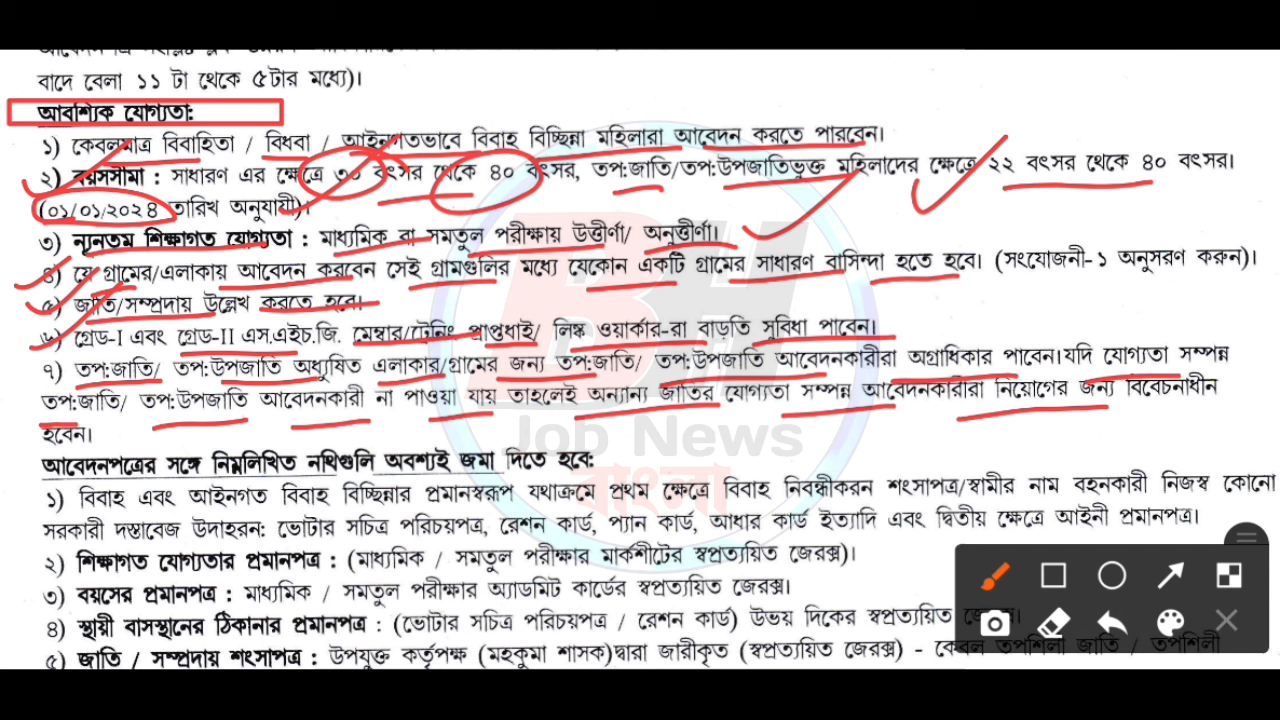 বাদে বেলা ১১ টা থেকে ৫টার মধ্যে)।
আবশ্যিক যোগ্যতা:
১) কেবলমাত্র বিবাহিতা / বিধবা / আইনগতভাবে বিবাহ বিচ্ছিন্না মহিলারা আবেদন করতে পারবেন।
২) বয়সসীমা : সাধারণ এর ক্ষেত্রে ৩০ বৎসর থেকে ৪০ বৎসর, তপ:জাতি/তপ:উপজাতিভুক্ত মহিলাদের ক্ষেত্রে ২২ বৎসর থেকে ৪০ বৎসর।
(০১/০১/২০২৪ তারিখ অনুযায়ী)।
৩) ন্যূনতম শিক্ষাগত যোগ্যতা : মাধ্যমিক বা সমতুল পরীক্ষায় উত্তীর্ণা/ অনুত্তীর্ণা।
৪) যে গ্রামের/এলাকায় আবেদন করবেন সেই গ্রামগুলির মধ্যে যেকোন একটি গ্রামের সাধারণ বাসিন্দা হতে হবে। (সংযোজনী-১ অনুসরণ করুন)।
৫) জাতি/সম্প্রদায় উল্লেখ করতে হবে।
৬) গ্রেড-I এবং গ্রেড-II এস.এইচ.জি. মেম্বার/টেনিং প্রাপ্তধাই/ লিঙ্ক ওয়ার্কার-রা বাড়তি সুবিধা পাবেন।
৭) তপ:জাতি/ তপ:উপজাতি অধ্যুষিত এলাকার/গ্রামের জন্য তপ:জাতি/ তপ:উপজাতি আবেদনকারীরা অগ্রাধিকার পাবেন।যদি যোগ্যতা সম্পন্ন
তপ:জাতি/ তপ:উপজাতি আবেদনকারী না পাওয়া যায় তাহলেই অন্যান্য জাতির যোগ্যতা সম্পন্ন আবেদনকারীরা নিয়োগের জন্য বিবেচনাধীন
হবেন।
BH
Job News
বাংলা
আবেদনপত্রের সঙ্গে নিম্নলিখিত নথিগুলি অবশ্যই জমা দিতে হবে:
১) বিবাহ এবং আইনগত বিবাহ বিচ্ছিন্নার প্রমানস্বরূপ যথাক্রমে প্রথম ক্ষেত্রে বিবাহ নিবন্ধীকরন শংসাপত্র/স্বামীর নাম বহনকারী নিজস্ব কোনো
সরকারী দস্তাবেজ উদাহরন: ভোটার সচিত্র পরিচয়পত্র, রেশন কার্ড, প্যান কার্ড, আধার কার্ড ইত্যাদি এবং দ্বিতীয় ক্ষেত্রে আইনী প্রমানপত্র।
২) শিক্ষাগত যোগ্যতার প্রমানপত্র : (মাধ্যমিক / সমতুল পরীক্ষার মার্কশীটের স্বপ্রত্যয়িত জেরক্স)।
৩) বয়সের প্রমানপত্র : মাধ্যমিক / সমতুল পরীক্ষার অ্যাডমিট কার্ডের স্বপ্রত্যয়িত জেরক্স।
৪) স্থায়ী বাসস্থানের ঠিকানার প্রমানপত্র : (ভোটার সচিত্র পরিচয়পত্র / রেশন কার্ড) উভয় দিকের স্বপ্রত্যয়িত
৫) জাতি / সম্প্রদায় শংসাপত্র : উপযুক্ত কর্তৃপক্ষ (মহকুমা শাসক)দ্বারা জারীকৃত (স্বপ্রত্যয়িত জেরক্স) - কেবল তপশিলী জাতি / তপশিলী